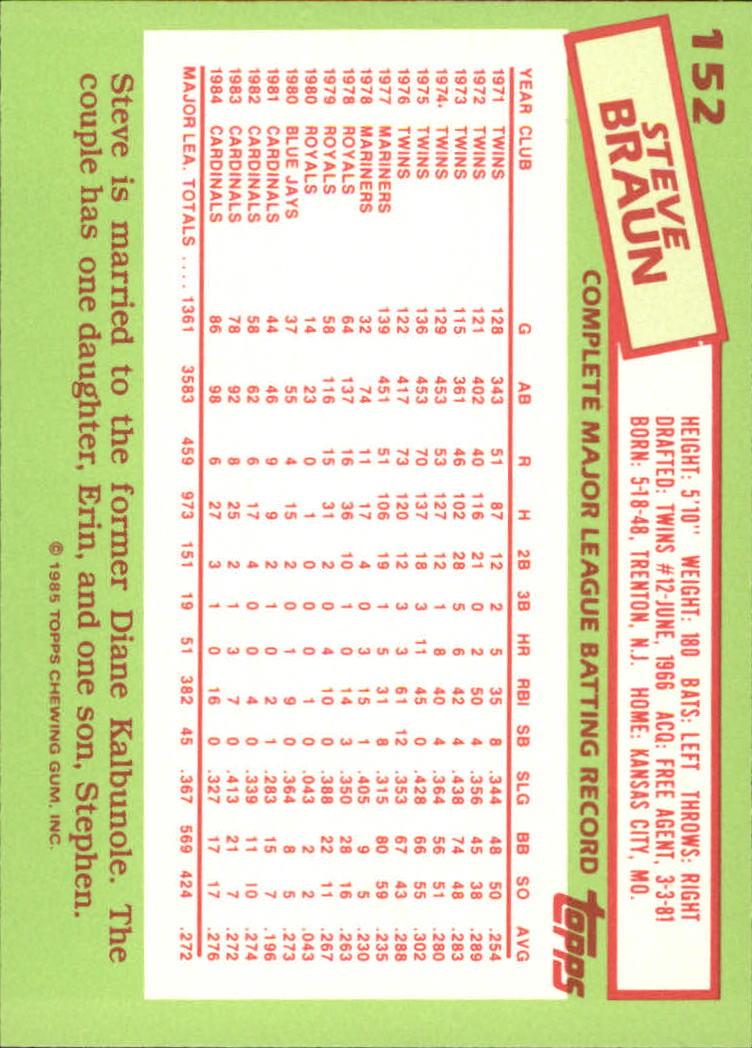 152
STEVE
BRAUN
HEIGHT: 5'10" WEIGHT: 180 BATS: LEFT THROWS: RIGHT
DRAFTED: TWINS #12-JUNE, 1966 ACQ: FREE AGENT, 3-3-81
BORN: 5-18-48, TRENTON, N.J. HOME: KANSAS CITY, MO.
COMPLETE MAJOR LEAGUE BATTING RECORD topps
YEAR CLUB G AB R H 2B 3B HR RBI SB SLG BB SO AVG
1971 TWINS 128 343 51 87 12 2 5 35 8 .344 48 50 .254
1972 TWINS 121 402 40 116 21 0 2 50 4 .356 45 38 .289
1973 TWINS 115 361 46 102 28 5 6 42 4 .438 74 48 .283
1974 TWINS 129 453 53 127 12 1 8 40 4 .364 56 51 .280
1975 TWINS 136 453 70 137 18 3 11 45 0 .428 66 55 .302
1976 TWINS 122 417 73 120 12 3 3 61 12 .353 67 43 .288
1977 MARINERS 139 451 51 106 19 1 5 31 8 .315 80 59 .235
1978 MARINERS 32 74 11 17 4 0 3 15 1 .405 9 5 .230
1978 ROYALS 64 137 16 36 10 1 0 14 3 .350 28 16 .263
1979 ROYALS 58 116 15 31 2 0 4 10 0 .388 22 11 .267
1980 ROYALS 14 23 0 1 0 0 0 1 0 .043 2 2 .043
1980 BLUE JAYS 37 55 4 15 2 0 1 9 0 .364 8 5 .273
1981 CARDINALS 44 46 9 9 2 1 0 2 1 .283 15 7 .196
1982 CARDINALS 58 62 6 17 4 0 0 4 0 .339 11 10 .274
1983 CARDINALS 78 92 8 25 2 1 3 7 0 .413 21 7 .272
1984 CARDINALS 86 98 6 27 3 1 0 16 0 .327 17 17 .276
MAJOR LEA. TOTALS .... 1361 3583 459 973 151 19 51 382 45 .367 569 424 .272
Steve is married to the former Diane Kalbunole. The
couple has one daughter, Erin, and one son, Stephen.
© 1985 TOPPS CHEWING GUM, INC.